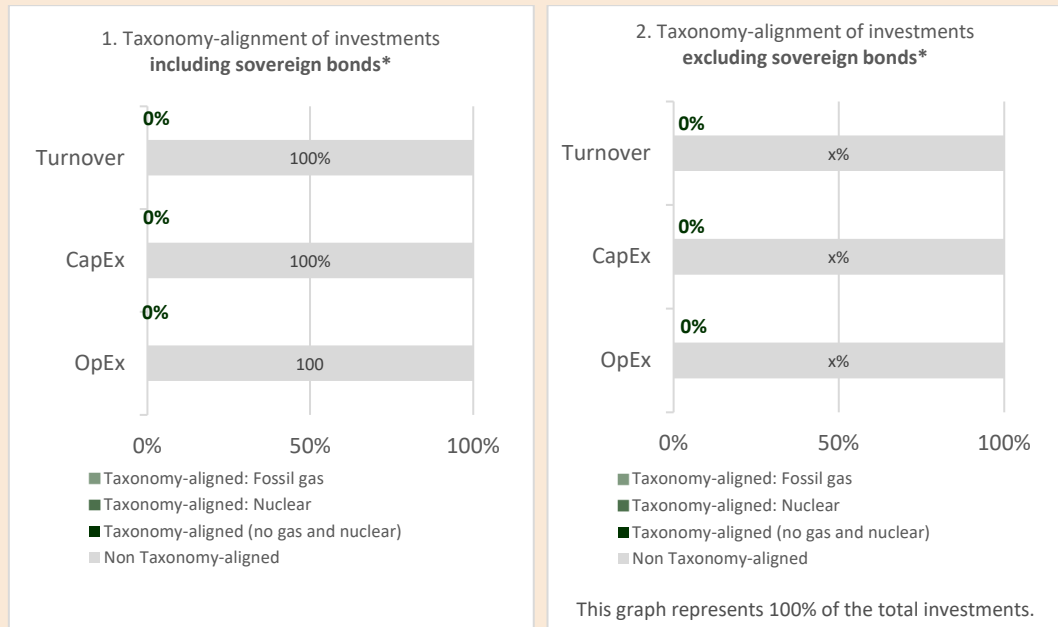 1. Taxonomy-alignment of investments
including sovereign bonds*
0%
Turnover
100%
0%
CapEx
100%
0%
OpEx
100
0%
50%
100%
Taxonomy-aligned: Fossil gas
Taxonomy-aligned: Nuclear
Taxonomy-aligned (no gas and nuclear)
Non Taxonomy-aligned
2. Taxonomy-alignment of investments
excluding sovereign bonds*
0%
Turnover
x%
0%
CapEx
x%
0%
OpEx
x%
0%
50%
100%
Taxonomy-aligned: Fossil gas
Taxonomy-aligned: Nuclear
Taxonomy-aligned (no gas and nuclear)
Non Taxonomy-aligned
This graph represents 100% of the total investments.